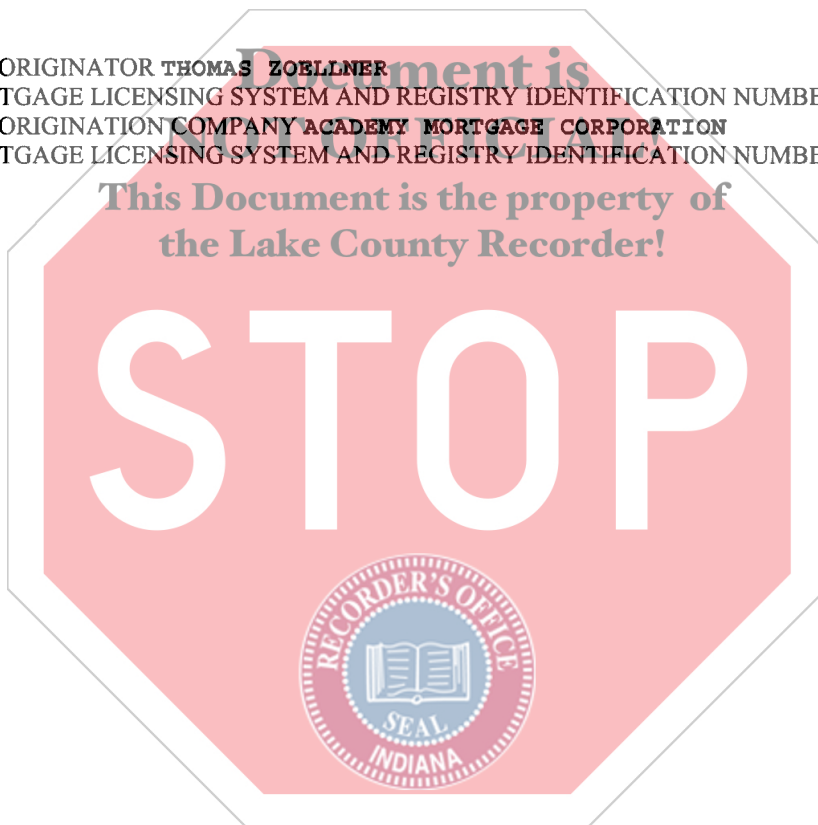 ORIGINATOR THOMAS ZOELLNER
Document is
TGAGE LICENSING SYSTEM AND REGISTRY IDENTIFICATION NUMBE
ORIGINATION COMPANY ACADEMY MORTGAGE CORPORATION
NOT OFFICIAL!
TGAGE LICENSING SYSTEM AND REGISTRY IDENTIFICATION NUMBE
This Document is the property of
the Lake County Recorder!
STOP
RECORDER'S OFFICE
SEAL
INDIANA